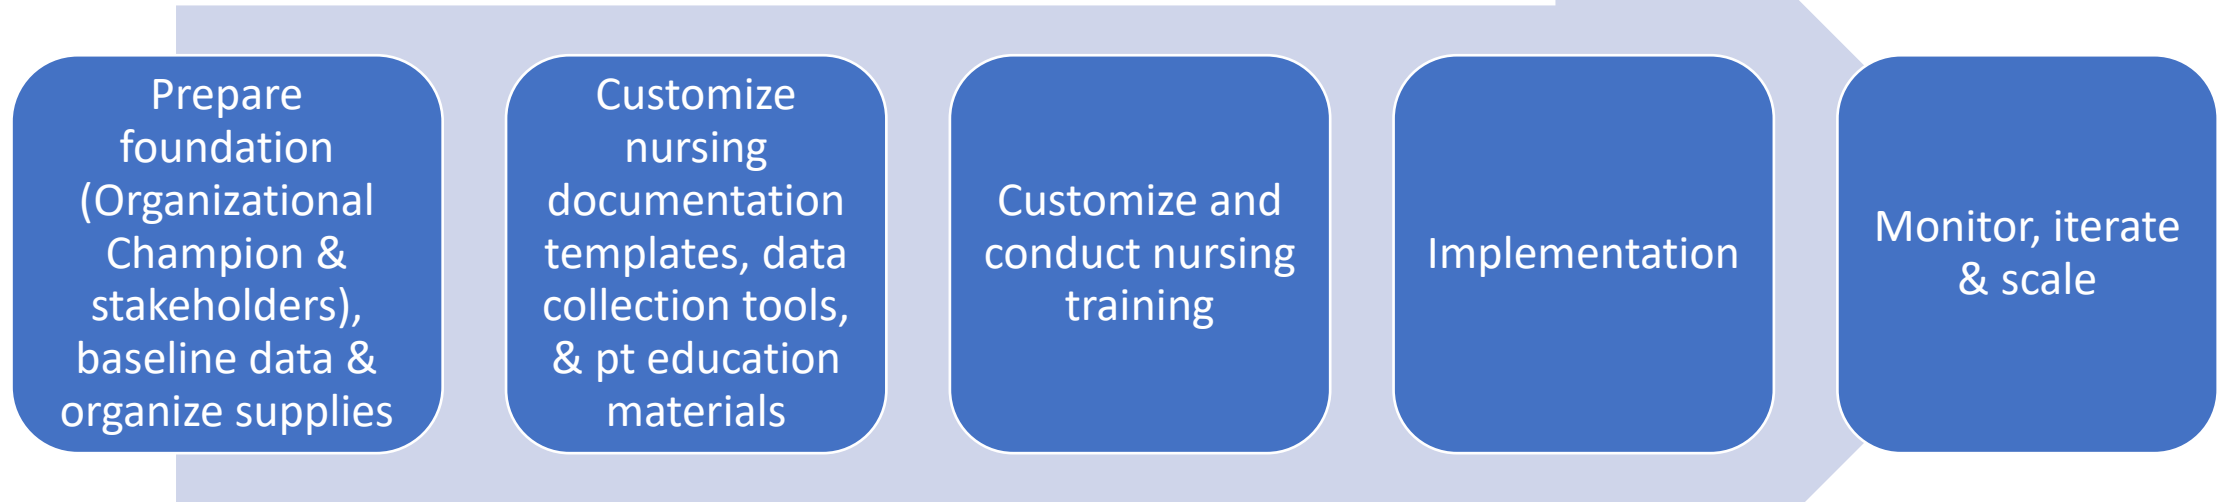 Prepare
foundation
(Organizational
Champion &
stakeholders),
baseline data &
organize supplies
Customize
nursing
documentation
templates, data
collection tools,
& pt education
materials
Customize and
conduct nursing
training
Implementation
Monitor, iterate
& scale